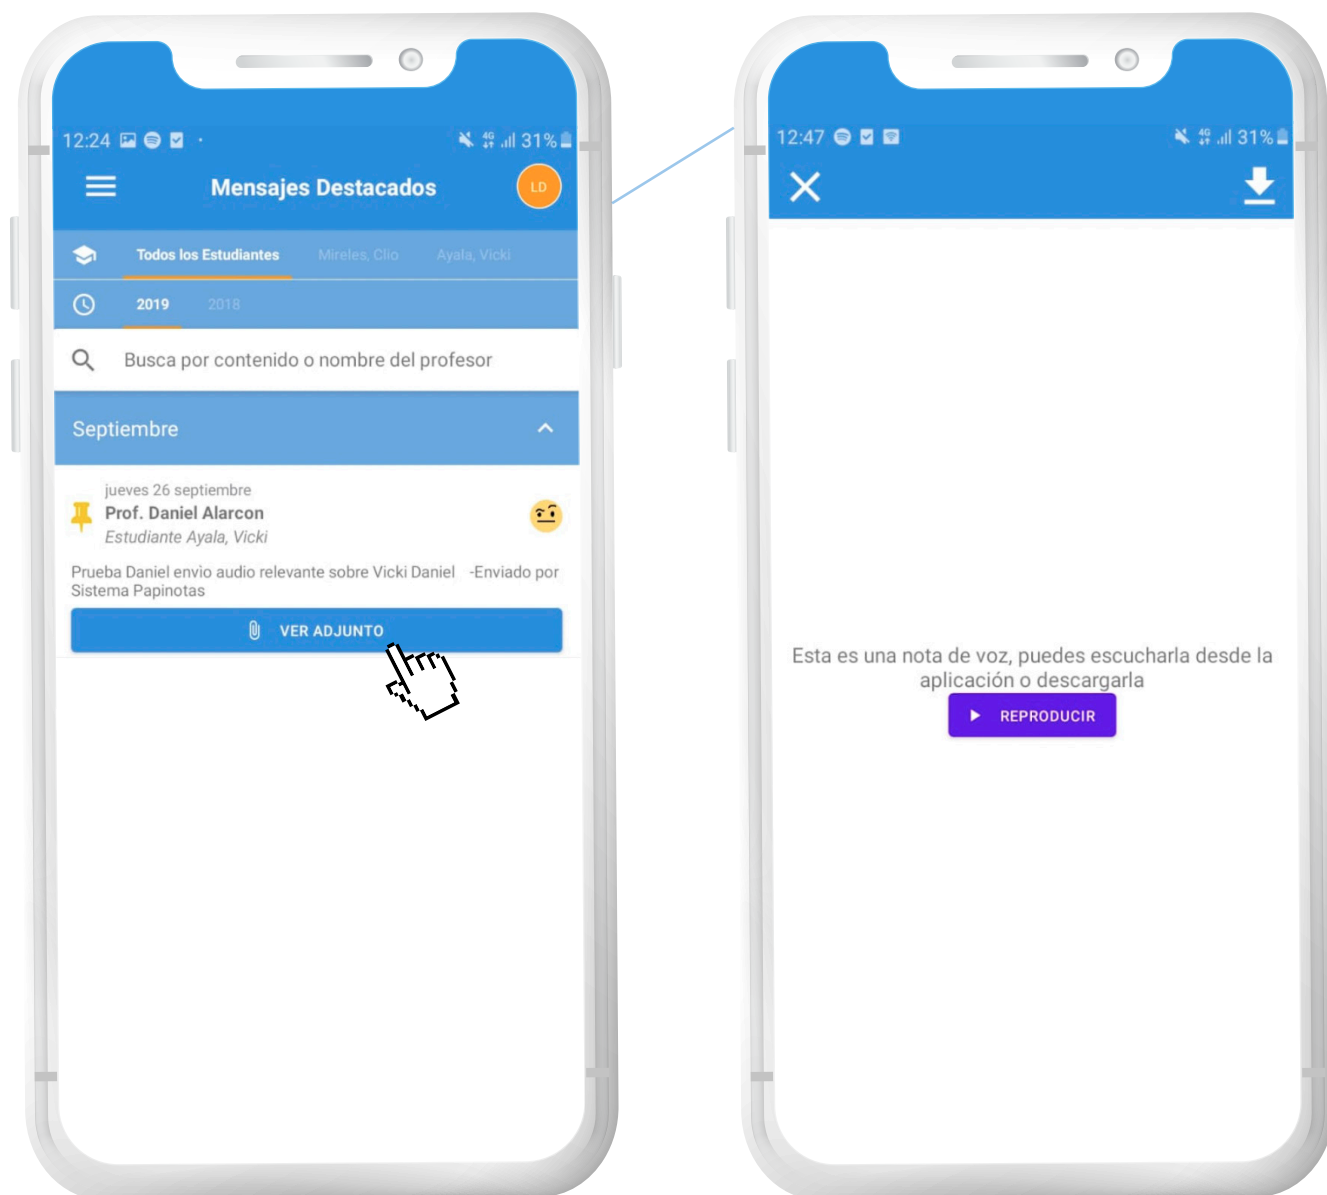 12:24
4G
31%
Mensajes Destacados
LD
Todos los Estudiantes Mireles, Clio Ayala, Vicki
2019 2018
Busca por contenido o nombre del profesor
Septiembre
jueves 26 septiembre
Prof. Daniel Alarcon
Estudiante Ayala, Vicki
Prueba Daniel envìo audio relevante sobre Vicki Daniel -Enviado por
Sistema Papinotas
VER ADJUNTO
12:47
4G
31%
Esta es una nota de voz, puedes escucharla desde la
aplicación o descargarla
REPRODUCIR